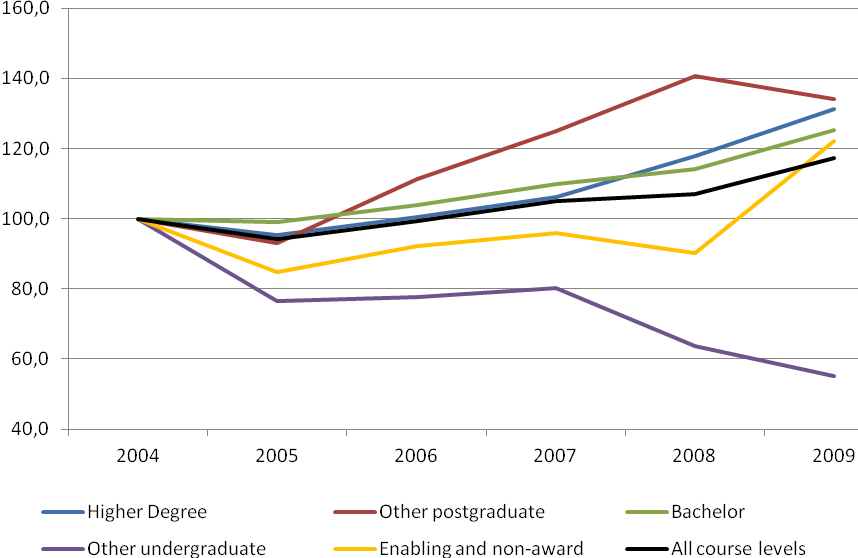 160,0
140,0
120,0
100,0
80,0
60,0
40,0
2004 2005 2006 2007 2008 2009
Higher Degree Other postgraduate Bachelor
Other undergraduate Enabling and non-award All course levels